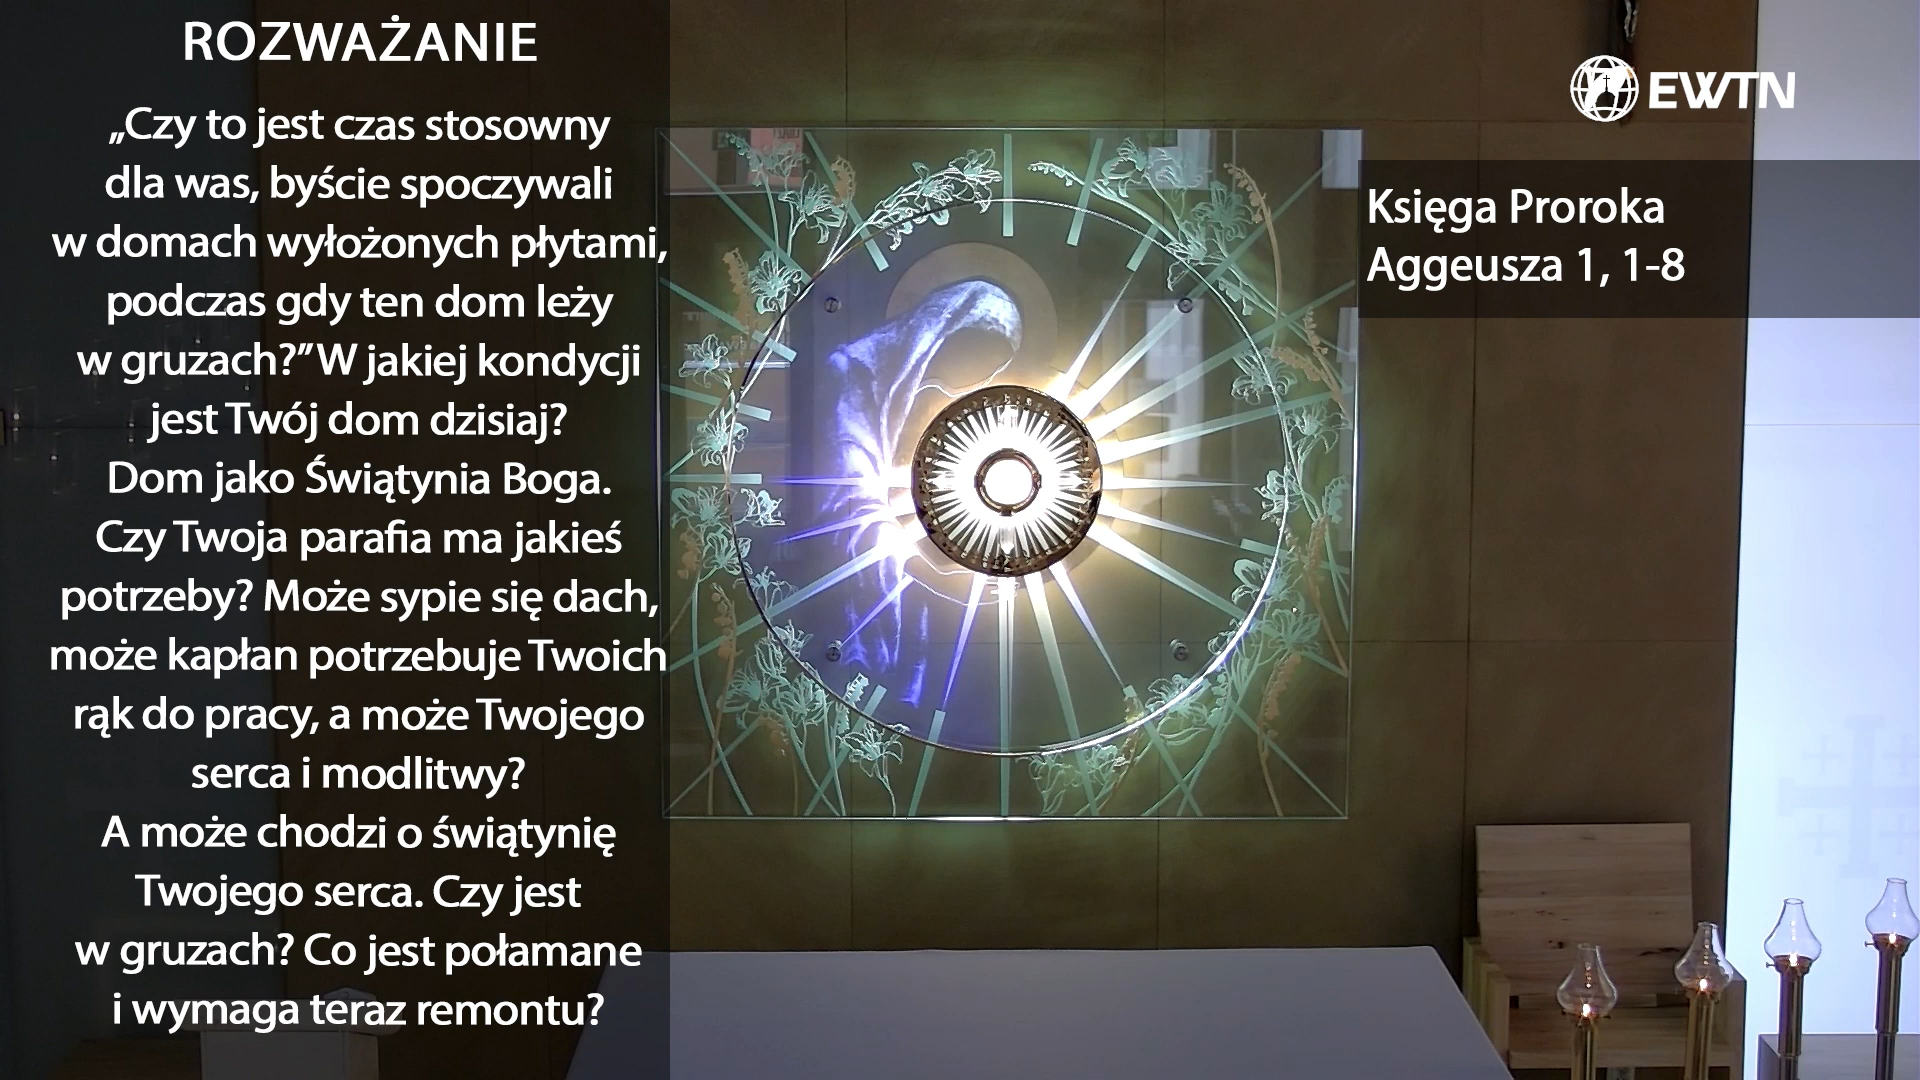 ROZWAŻANIE
„Czy to jest czas stosowny
dla was, byście spoczywali
w domach wyłożonych płytami,
podczas gdy ten dom leży
w gruzach?” W jakiej kondycji
jest Twój dom dzisiaj?
Dom jako Świątynia Boga.
Czy Twoja parafia ma jakieś
potrzeby? Może sypie się dach,
może kapłan potrzebuje Twoich
rąk do pracy, a może Twojego
serca i modlitwy?
A może chodzi o świątynię
Twojego serca. Czy jest
w gruzach? Co jest połamane
i wymaga teraz remontu?
EWTN
Księga Proroka
Aggeusza 1, 1-8